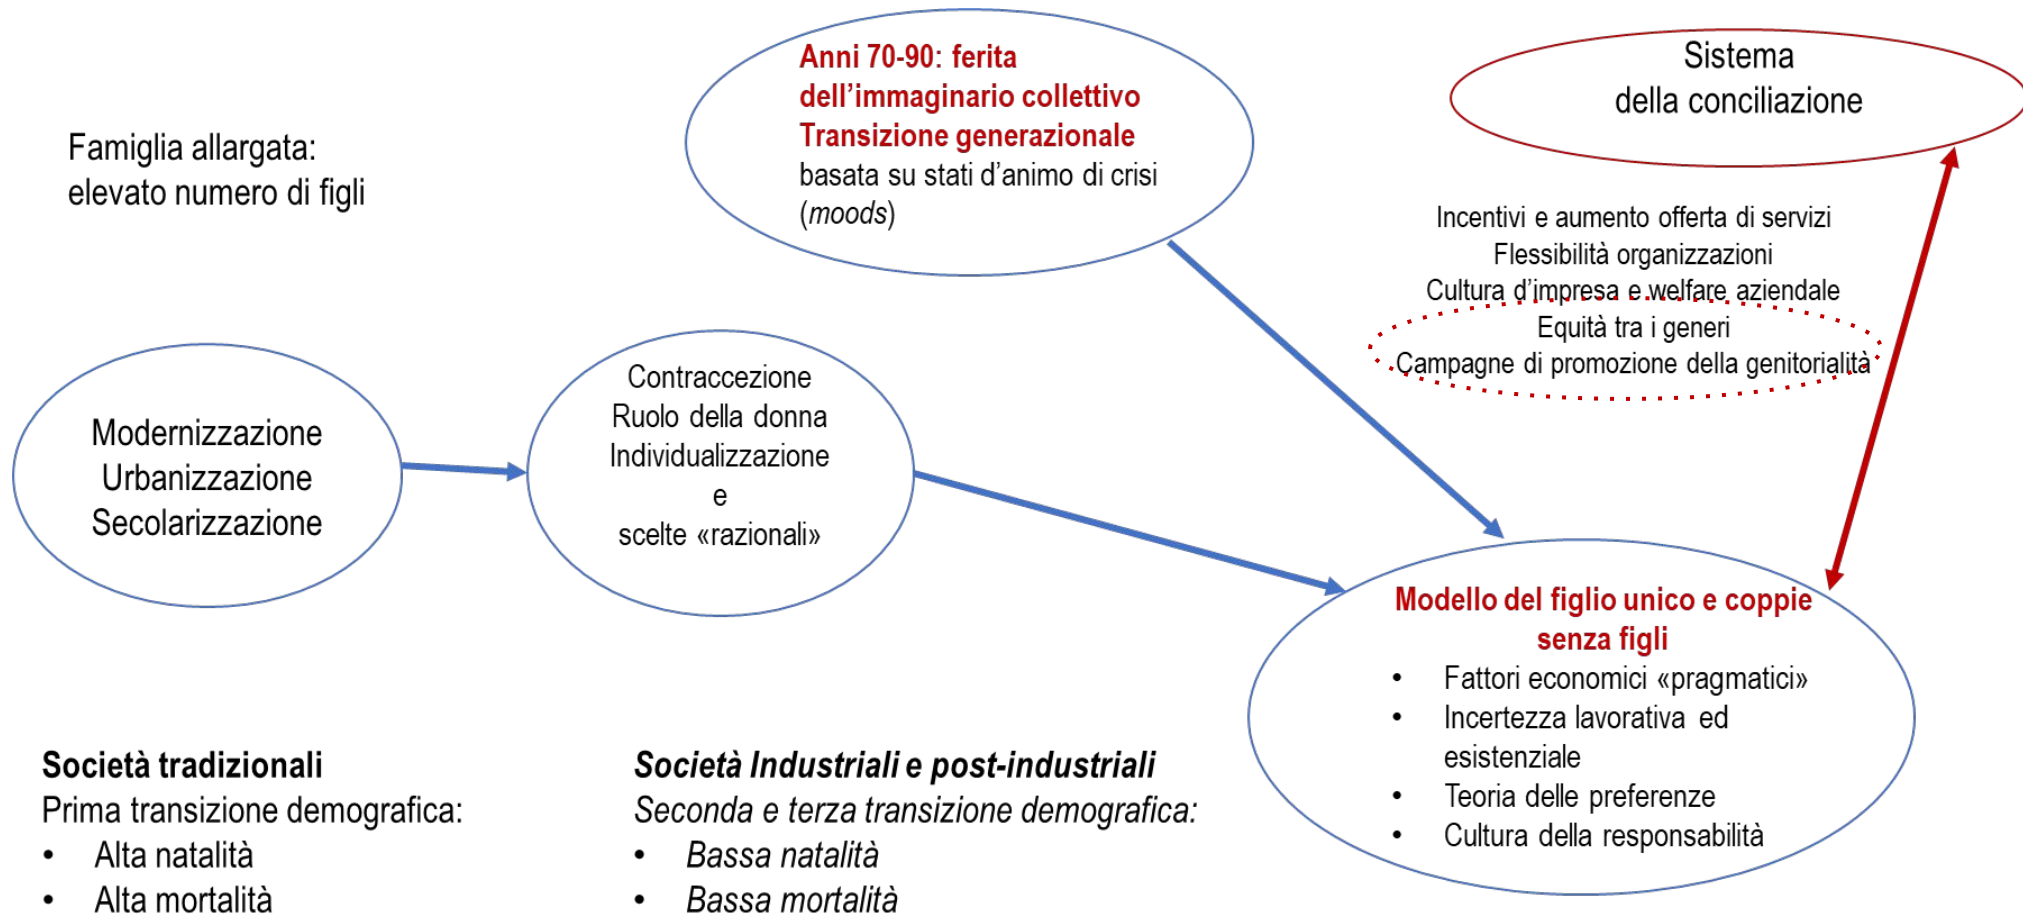 Anni 70-90: ferita
dell’immaginario collettivo
Transizione generazionale
basata su stati d’animo di crisi
(moods)
Sistema
della conciliazione
Famiglia allargata:
elevato numero di figli
Incentivi e aumento offerta di servizi
Flessibilità organizzazioni
Cultura d’impresa e welfare aziendale
Equità tra i generi
Campagne di promozione della genitorialità
Modernizzazione
Urbanizzazione
Secolarizzazione
Contraccezione
Ruolo della donna
Individualizzazione
e
scelte «razionali»
Modello del figlio unico e coppie
senza figli
• Fattori economici «pragmatici»
• Incertezza lavorativa ed
esistenziale
• Teoria delle preferenze
• Cultura della responsabilità
Società tradizionali
Prima transizione demografica:
• Alta natalità
• Alta mortalità
Società Industriali e post-industriali
Seconda e terza transizione demografica:
• Bassa natalità
• Bassa mortalità